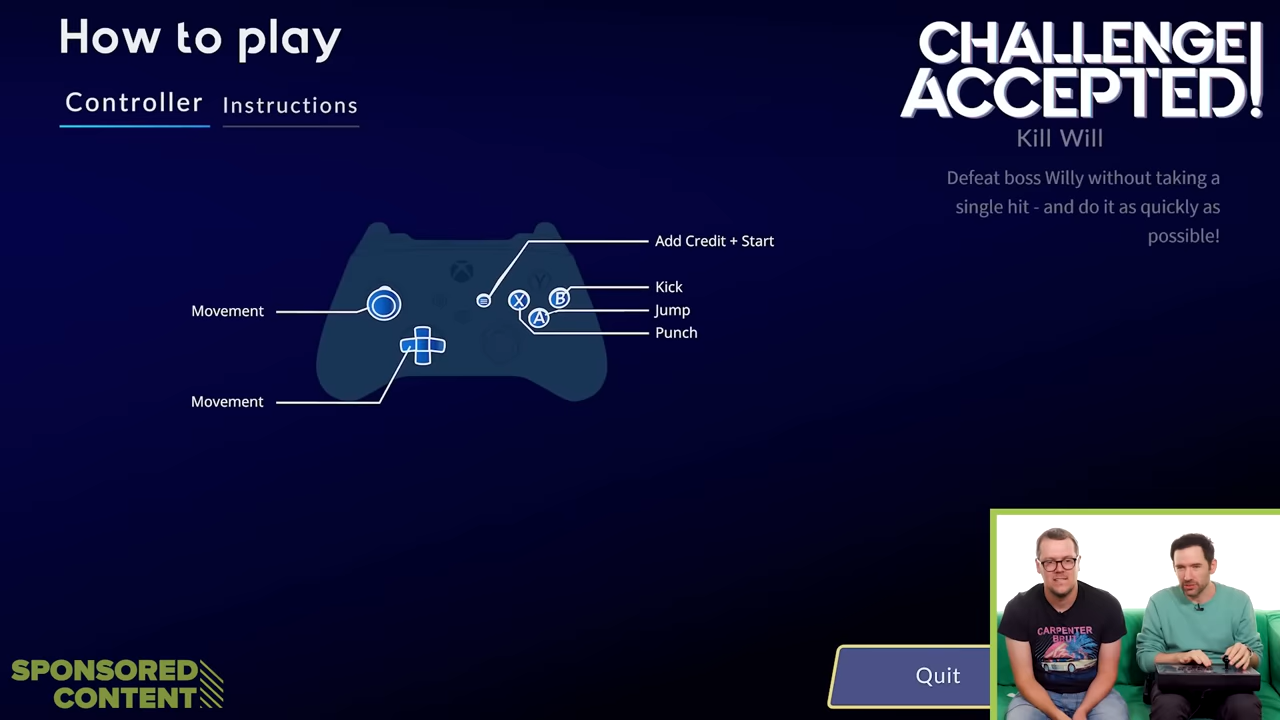 How to play
Controller Instructions
CHALLENGE
ACCEPTED!
Kill Will
Defeat boss Willy without taking a
single hit - and do it as quickly as
possible!
Add Credit + Start
Kick
Movement
Jump
Punch
X
B
A
Y
Movement
CARPENTER
BRUT
SPONSORED
CONTENT
Quit